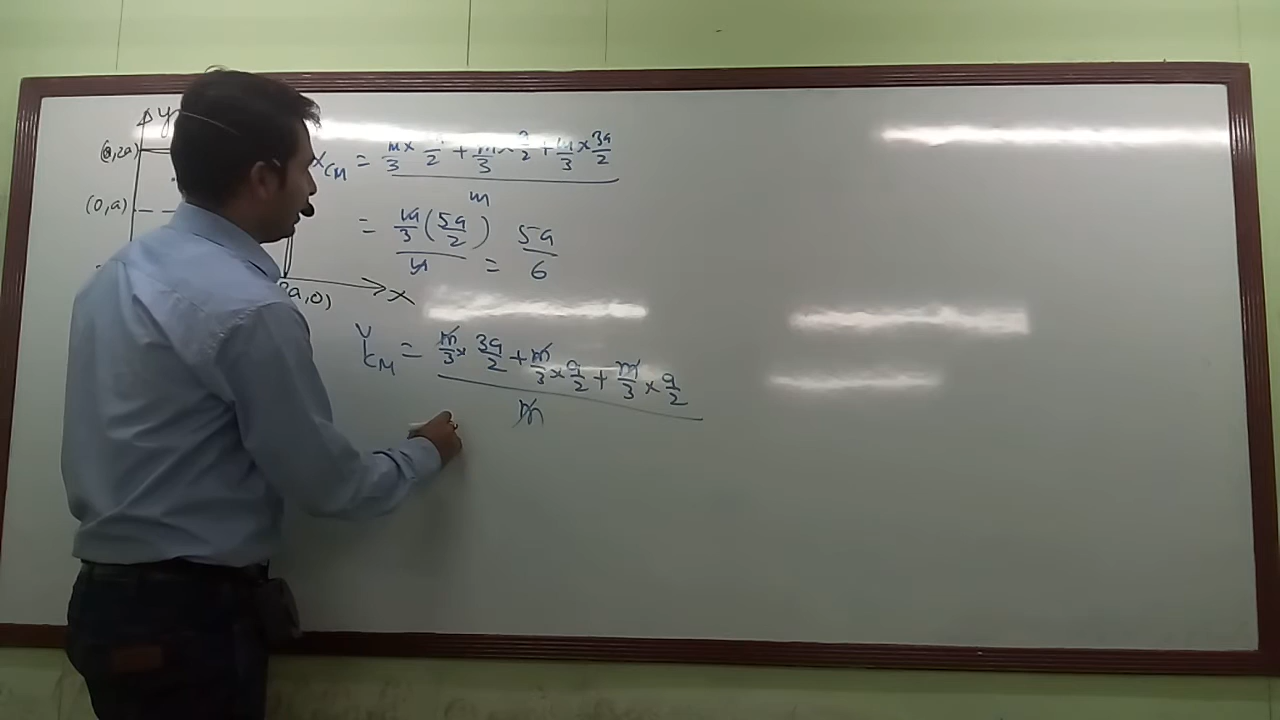 y
(0,2a)
(0,a)
a,0)
x
x_CM = m/3 × /2 + m/3 × a/2 + m/3 × 3a/2
m
= m/3 (5a/2) / m = 5a/6
Y_CM = m/3 × 3a/2 + m/3 × a/2 + m/3 × a/2
m